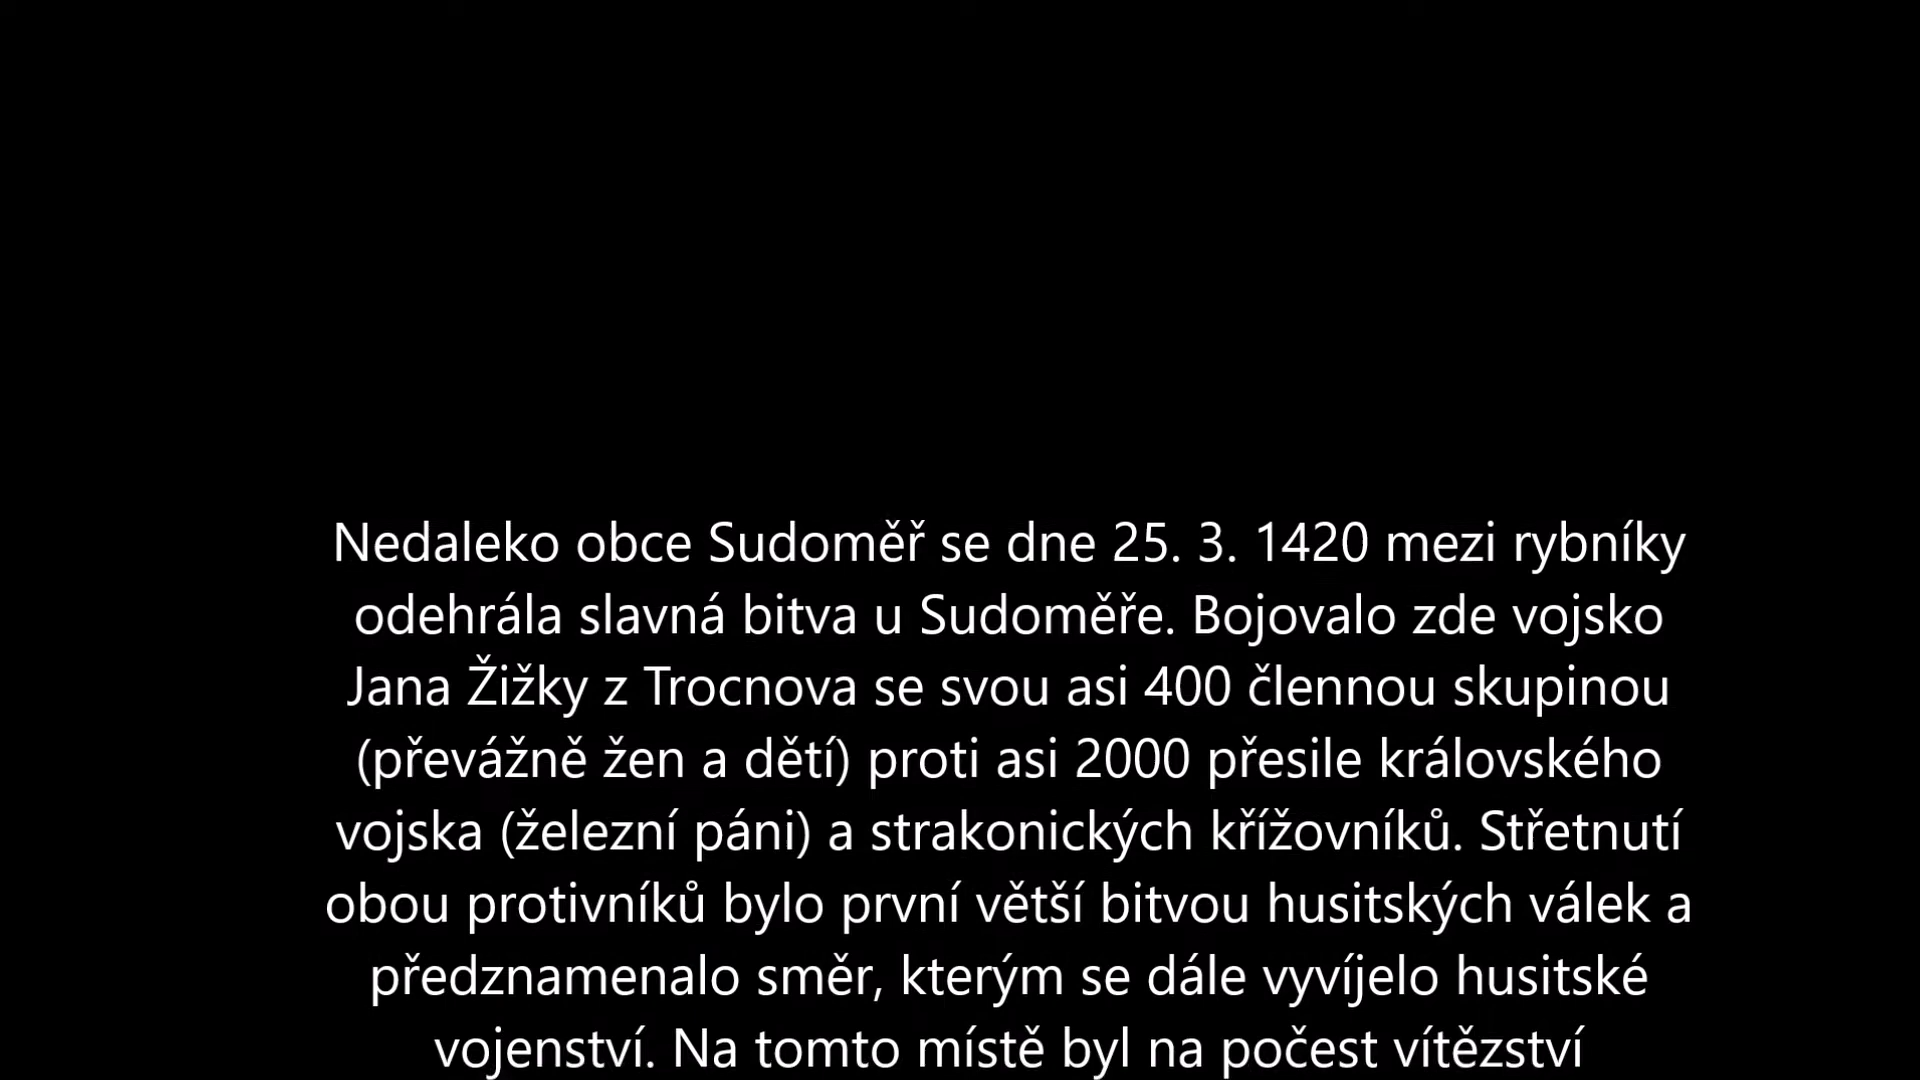 Nedaleko obce Sudoměř se dne 25. 3. 1420 mezi rybníky
odehrála slavná bitva u Sudoměře. Bojovalo zde vojsko
Jana Žižky z Trocnova se svou asi 400 člennou skupinou
(převážně žen a dětí) proti asi 2000 přesile královského
vojska (železní páni) a strakonických křížovníků. Střetnutí
obou protivníků bylo první větší bitvou husitských válek a
předznamenalo směr, kterým se dále vyvíjelo husitské
vojenství. Na tomto místě byl na počest vítězství